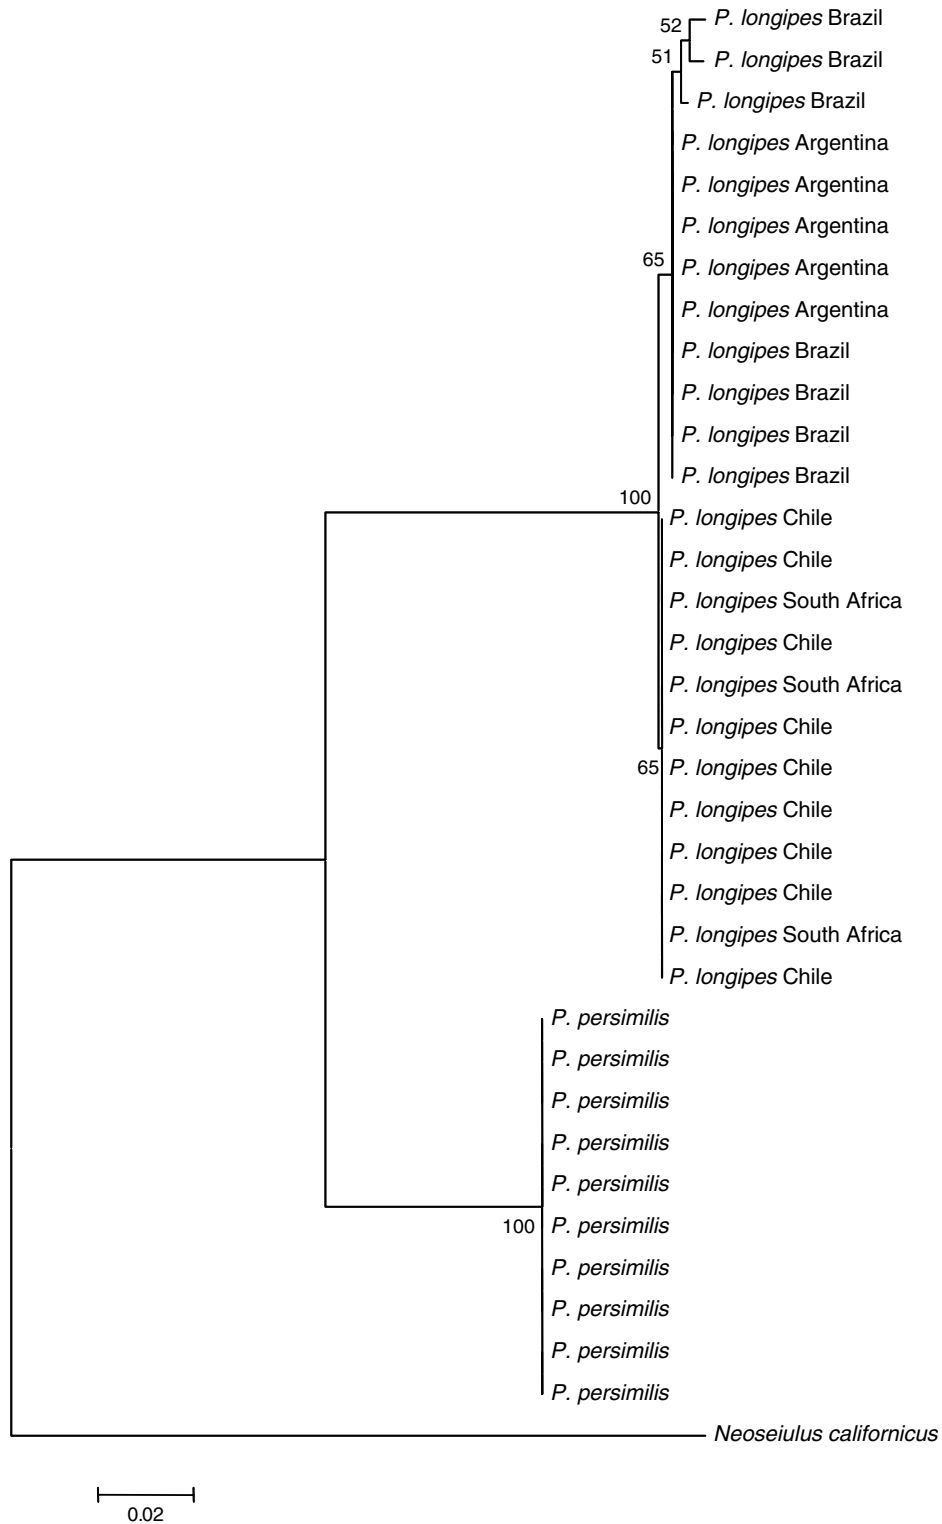 52
P. longipes Brazil
51
P. longipes Brazil
P. longipes Brazil
P. longipes Argentina
P. longipes Argentina
P. longipes Argentina
65
P. longipes Argentina
P. longipes Argentina
P. longipes Brazil
P. longipes Brazil
P. longipes Brazil
P. longipes Brazil
100
P. longipes Chile
P. longipes Chile
P. longipes South Africa
P. longipes Chile
P. longipes South Africa
P. longipes Chile
65
P. longipes Chile
P. longipes Chile
P. longipes Chile
P. longipes Chile
P. longipes South Africa
P. longipes Chile
P. persimilis
P. persimilis
P. persimilis
P. persimilis
P. persimilis
100
P. persimilis
P. persimilis
P. persimilis
P. persimilis
P. persimilis
Neoseiulus californicus
0.02